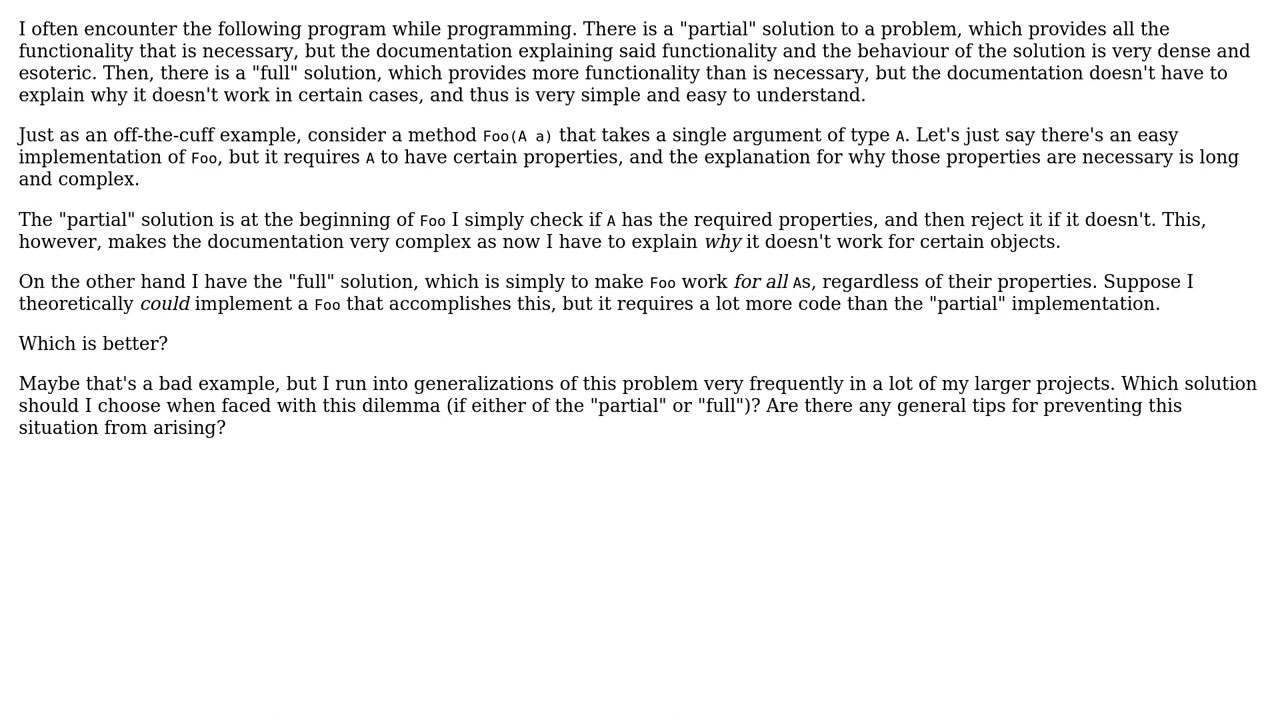 I often encounter the following program while programming. There is a "partial" solution to a problem, which provides all the
functionality that is necessary, but the documentation explaining said functionality and the behaviour of the solution is very dense and
esoteric. Then, there is a "full" solution, which provides more functionality than is necessary, but the documentation doesn't have to
explain why it doesn't work in certain cases, and thus is very simple and easy to understand.
Just as an off-the-cuff example, consider a method Foo(A a) that takes a single argument of type A. Let's just say there's an easy
implementation of Foo, but it requires A to have certain properties, and the explanation for why those properties are necessary is long
and complex.
The "partial" solution is at the beginning of Foo I simply check if A has the required properties, and then reject it if it doesn't. This,
however, makes the documentation very complex as now I have to explain why it doesn't work for certain objects.
On the other hand I have the "full" solution, which is simply to make Foo work for all As, regardless of their properties. Suppose I
theoretically could implement a Foo that accomplishes this, but it requires a lot more code than the "partial" implementation.
Which is better?
Maybe that's a bad example, but I run into generalizations of this problem very frequently in a lot of my larger projects. Which solution
should I choose when faced with this dilemma (if either of the "partial" or "full")? Are there any general tips for preventing this
situation from arising?